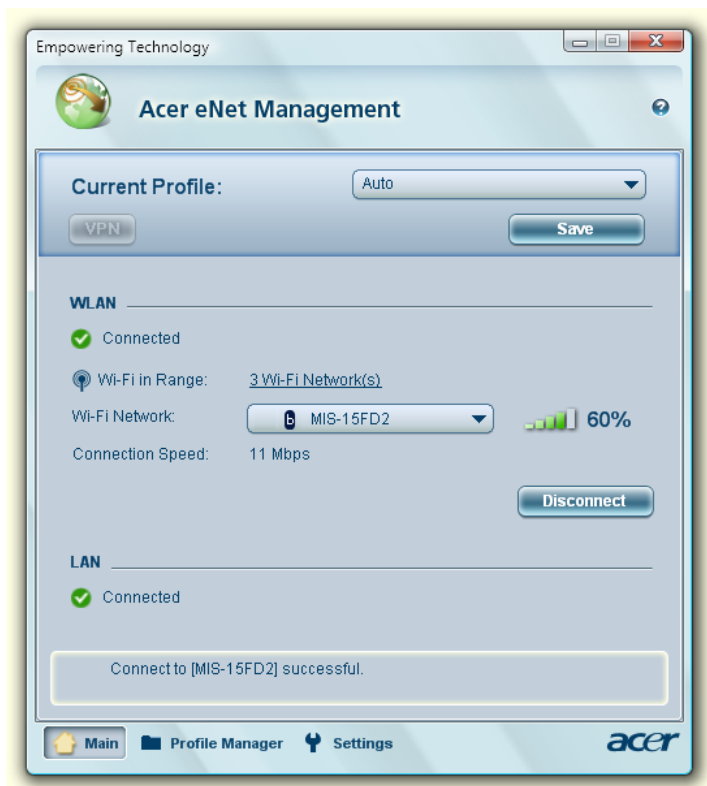 Empowering Technology
Acer eNet Management
Current Profile: Auto
VPN Save
WLAN
Connected
Wi-Fi in Range: 3 Wi-Fi Network(s)
Wi-Fi Network: b MIS-15FD2 60%
Connection Speed: 11 Mbps
Disconnect
LAN
Connected
Connect to [MIS-15FD2] successful.
Main Profile Manager Settings acer